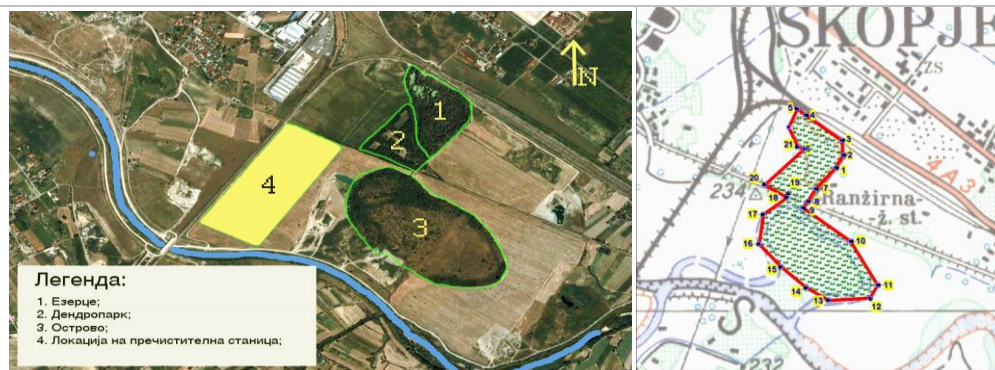 1
N
2
4
3
Легенда:
1. Езерце;
2. Дендропарк;
3. Острово;
4. Локација на пречистителна станица;
SKOPJE
ZS
5
4
3
21
6
2
1
4A3
20
19
7
234
18
8
Ranžirna-
ž. st.
9
17
16
10
15
11
14
13
12
232